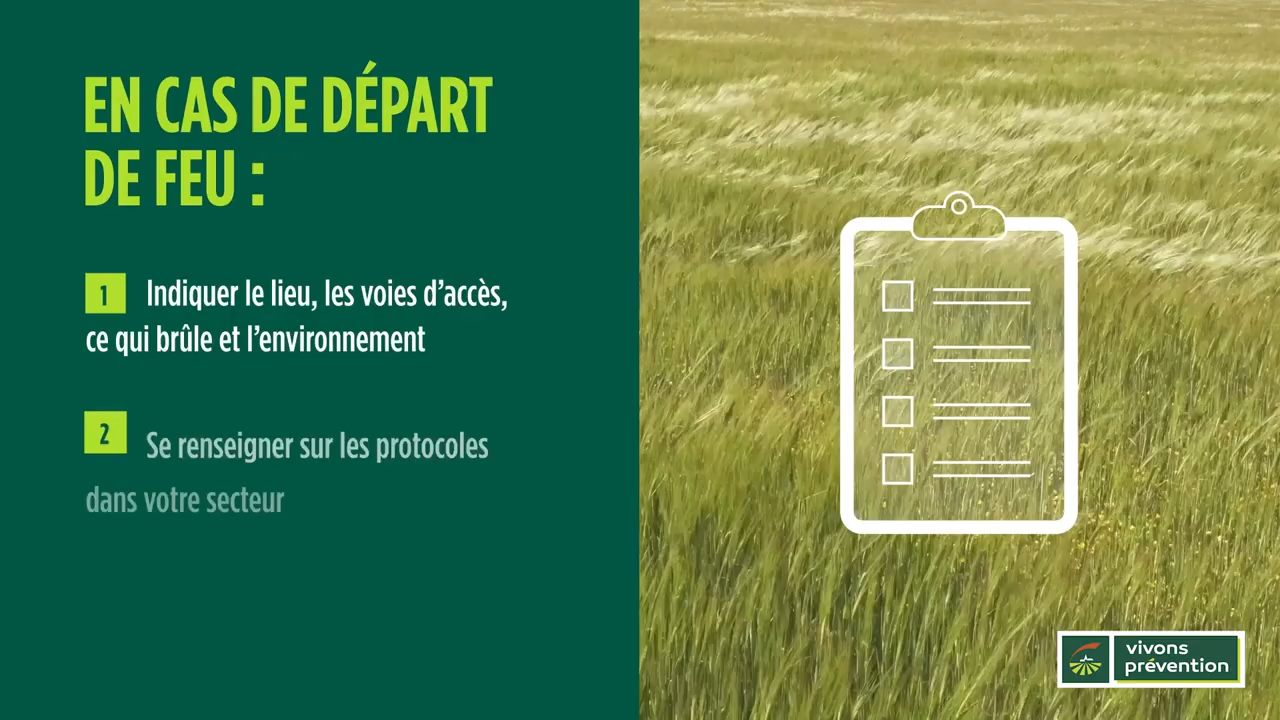 EN CAS DE DÉPART
DE FEU :
1 Indiquer le lieu, les voies d’accès,
ce qui brûle et l’environnement
2 Se renseigner sur les protocoles
dans votre secteur
vivons
prévention